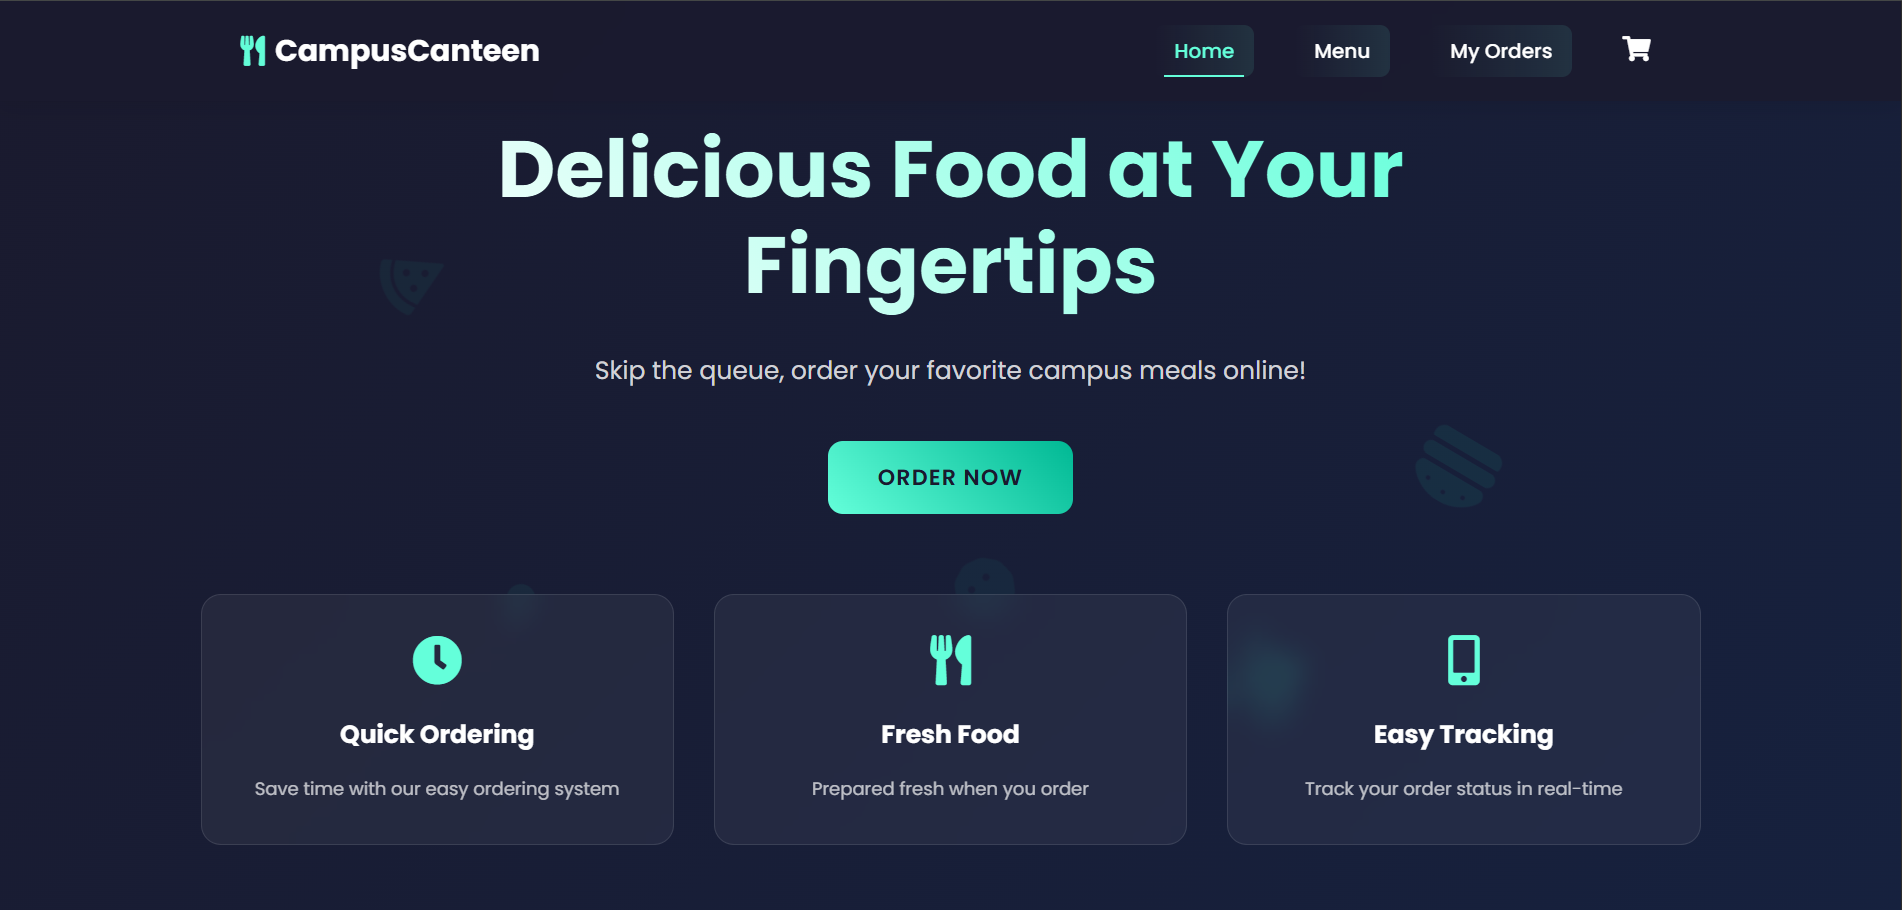 CampusCanteen
Home
Menu
My Orders
Delicious Food at Your
Fingertips
Skip the queue, order your favorite campus meals online!
ORDER NOW
Quick Ordering
Save time with our easy ordering system
Fresh Food
Prepared fresh when you order
Easy Tracking
Track your order status in real-time